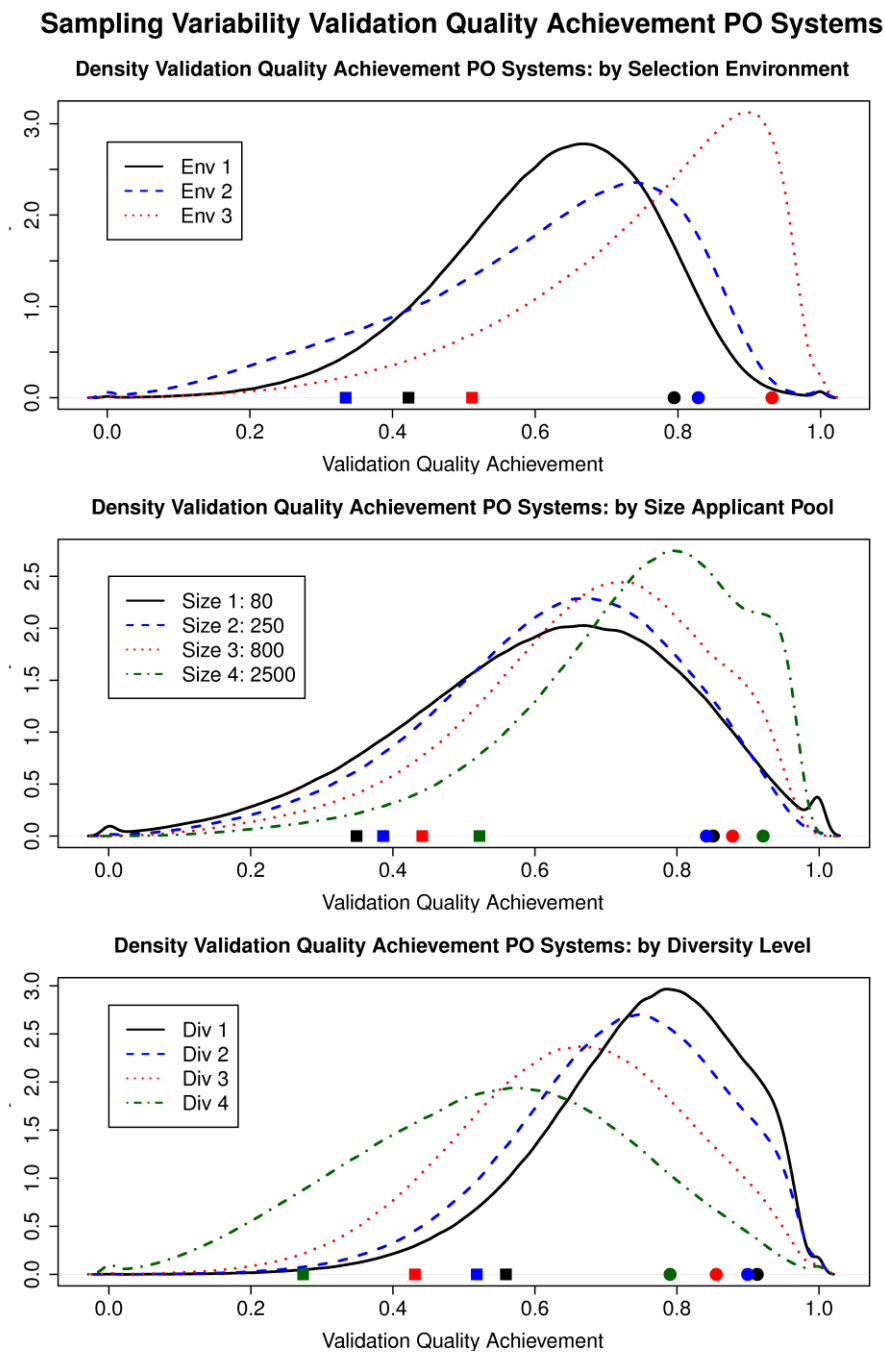 Sampling Variability Validation Quality Achievement PO Systems
Density Validation Quality Achievement PO Systems: by Selection Environment
3.0
2.0
1.0
0.0
Env 1
Env 2
Env 3
0.0 0.2 0.4 0.6 0.8 1.0
Validation Quality Achievement
Density Validation Quality Achievement PO Systems: by Size Applicant Pool
2.5
2.0
1.5
1.0
0.5
0.0
Size 1: 80
Size 2: 250
Size 3: 800
Size 4: 2500
0.0 0.2 0.4 0.6 0.8 1.0
Validation Quality Achievement
Density Validation Quality Achievement PO Systems: by Diversity Level
3.0
2.5
2.0
1.5
1.0
0.5
0.0
Div 1
Div 2
Div 3
Div 4
0.0 0.2 0.4 0.6 0.8 1.0
Validation Quality Achievement